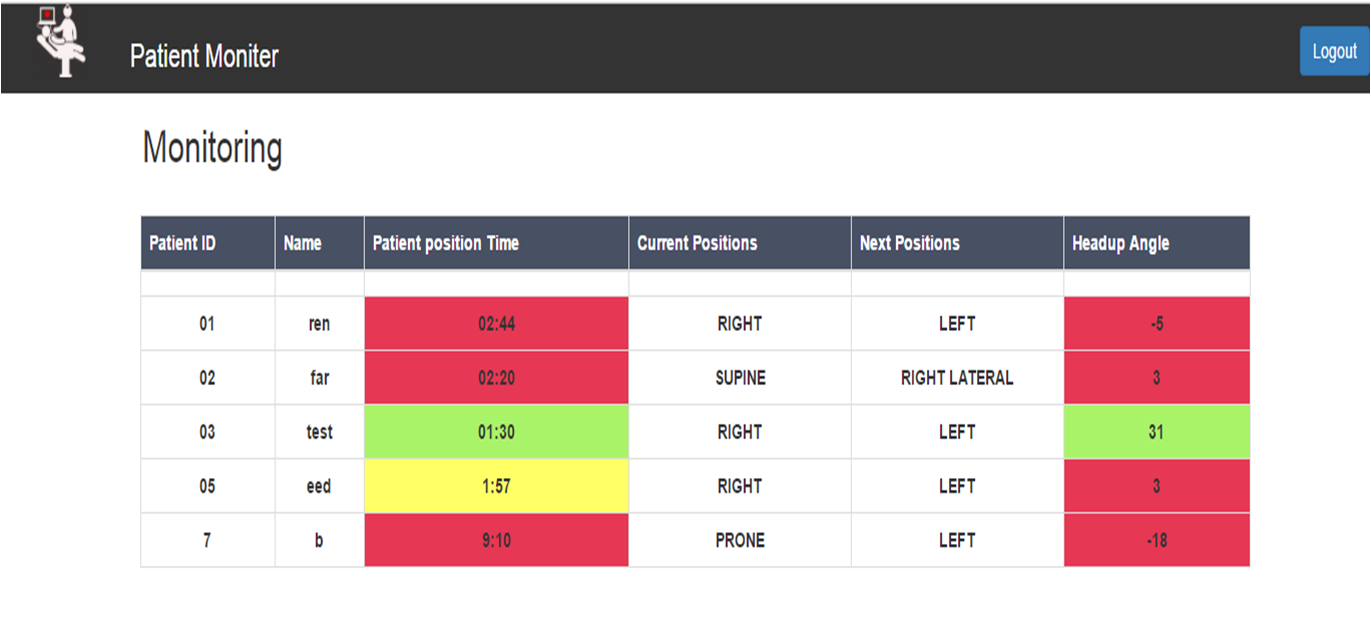 Patient Moniter
Logout
Monitoring
Patient ID Name Patient position Time Current Positions Next Positions Headup Angle
01 ren 02:44 RIGHT LEFT -5
02 far 02:20 SUPINE RIGHT LATERAL 3
03 test 01:30 RIGHT LEFT 31
05 eed 1:57 RIGHT LEFT 3
7 b 9:10 PRONE LEFT -18